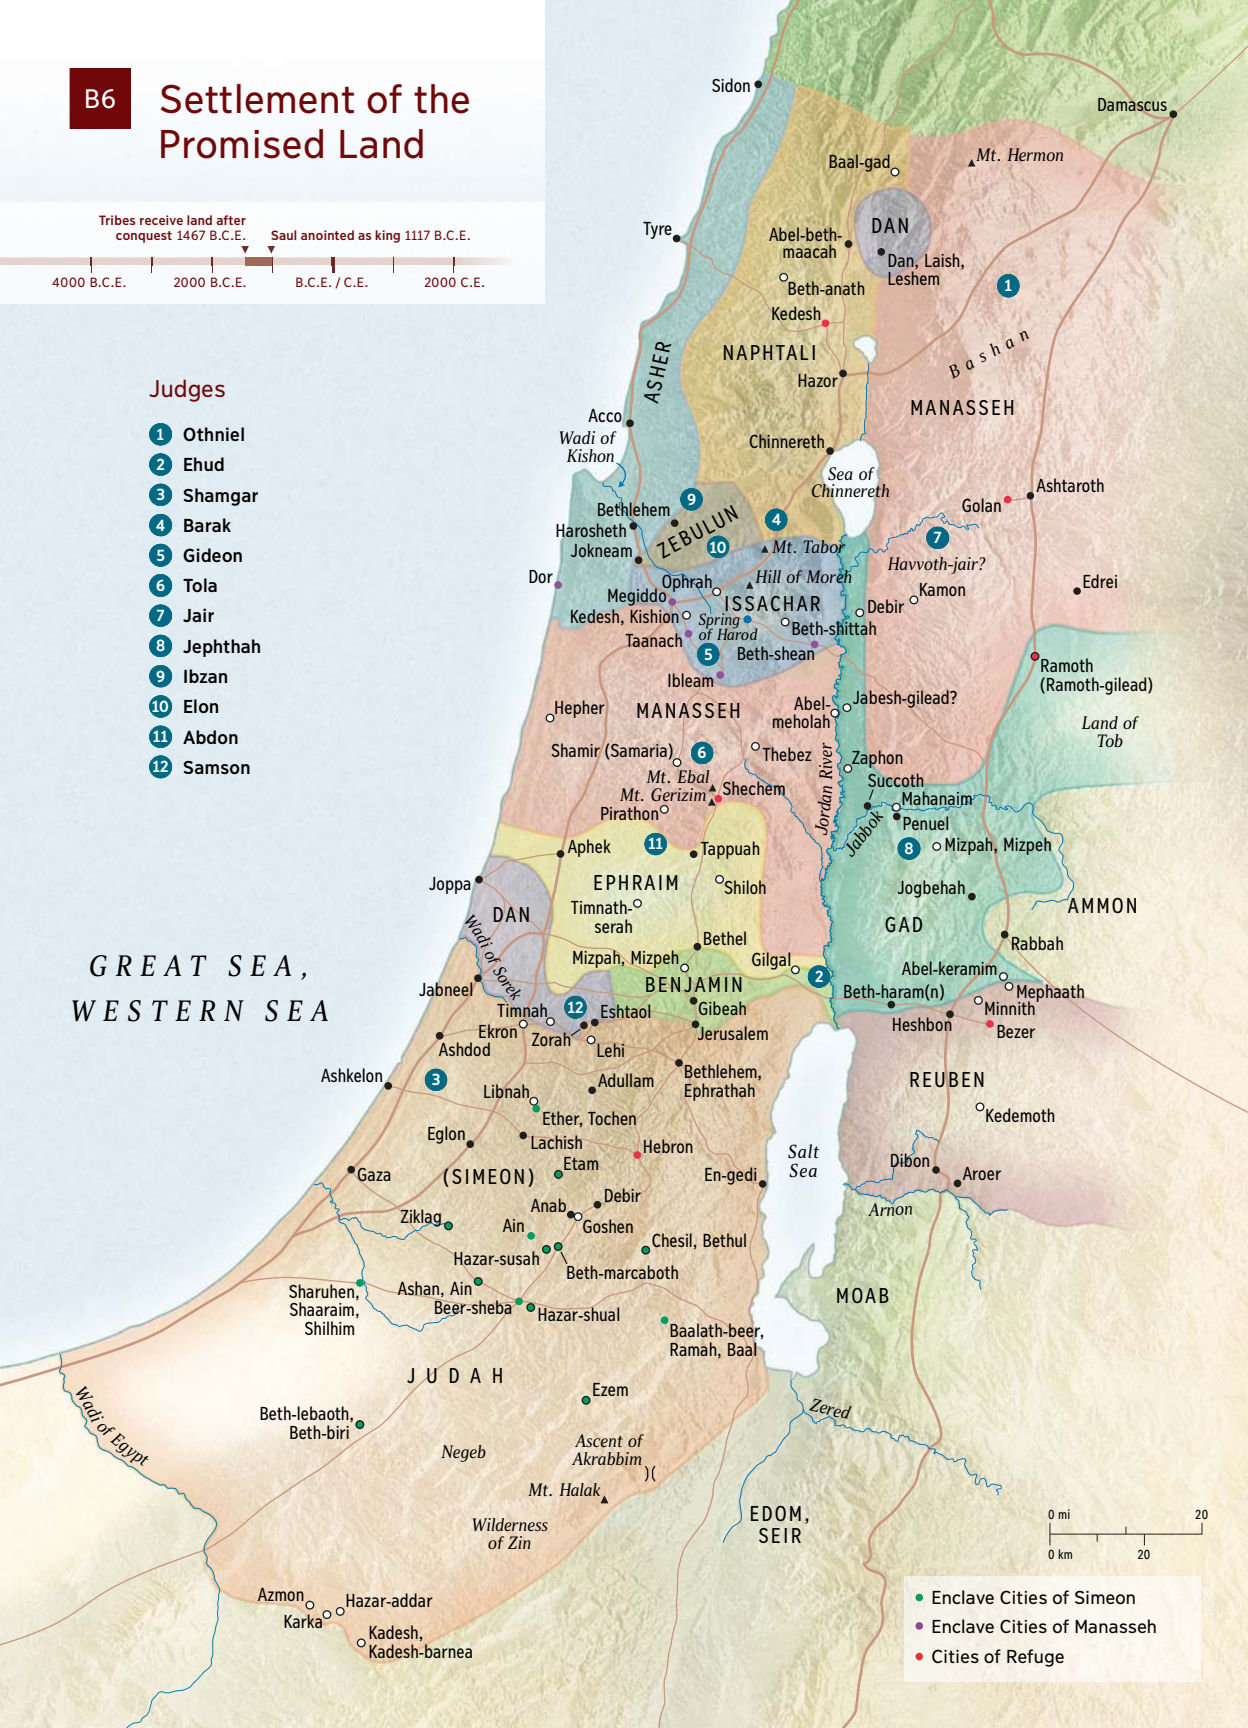 B6
Settlement of the
Promised Land
Tribes receive land after
conquest 1467 B.C.E.
Saul anointed as king 1117 B.C.E.
4000 B.C.E.
2000 B.C.E.
B.C.E. / C.E.
2000 C.E.
Judges
1 Othniel
2 Ehud
3 Shamgar
4 Barak
5 Gideon
6 Tola
7 Jair
8 Jephthah
9 Ibzan
10 Elon
11 Abdon
12 Samson
Sidon
Damascus
Baal-gad
Mt. Hermon
Tyre
DAN
Abel-beth-
maacah
Dan, Laish,
Leshem
Beth-anath
1
Kedesh
Bashan
NAPHTALI
ASHER
Hazor
MANASSEH
Acco
Wadi of
Kishon
Chinnereth
Sea of
Chinnereth
Golan
Ashtaroth
9
Bethlehem
ZEBULUN
4
Harosheth
Jokneam
10
Mt. Tabor
7
Havvoth-jair?
Dor
Ophrah
Hill of Moreh
Kamon
Edrei
Megiddo
ISSACHAR
Debir
Kedesh, Kishion
Spring
of Harod
Beth-shittah
Taanach
5
Beth-shean
Ramoth
(Ramoth-gilead)
Ibleam
Hepher
MANASSEH
Abel-
meholah
Jabesh-gilead?
Land of
Tob
Shamir (Samaria)
6
Thebez
Zaphon
Jordan River
Mt. Ebal
Mt. Gerizim
Shechem
Succoth
Mahanaim
Pirathon
Penuel
Jabbok
Aphek
11
Tappuah
8
Mizpah, Mizpeh
Joppa
EPHRAIM
Shiloh
Jogbehah
AMMON
DAN
Timnath-
serah
GAD
Wadi of Sorek
Bethel
Rabbah
Mizpah, Mizpeh
Gilgal
2
Abel-keramim
Jabneel
BENJAMIN
Beth-haram(n)
Mephaath
Timnah
12
Eshtaol
Gibeah
Minnith
Ekron
Zorah
Jerusalem
Heshbon
Bezer
Ashdod
Lehi
GREAT SEA,
WESTERN SEA
Ashkelon
3
Adullam
Bethlehem,
Ephrathah
REUBEN
Libnah
Ether, Tochen
Kedemoth
Eglon
Lachish
Hebron
Salt
Sea
Gaza
(SIMEON)
Etam
En-gedi
Dibon
Aroer
Anab
Debir
Arnon
Ziklag
Ain
Goshen
Hazar-susah
Chesil, Bethul
Beth-marcaboth
Sharuhen,
Shaaraim,
Shilhim
Ashan, Ain
Beer-sheba
Hazar-shual
MOAB
Baalath-beer,
Ramah, Baal
JUDAH
Ezem
Zered
Wadi of Egypt
Beth-lebaoth,
Beth-biri
Negeb
Ascent of
Akrabbim
Mt. Halak
Wilderness
of Zin
EDOM,
SEIR
0 mi
20
0 km
20
Azmon
Hazar-addar
Karka
Kadesh,
Kadesh-barnea
Enclave Cities of Simeon
Enclave Cities of Manasseh
Cities of Refuge